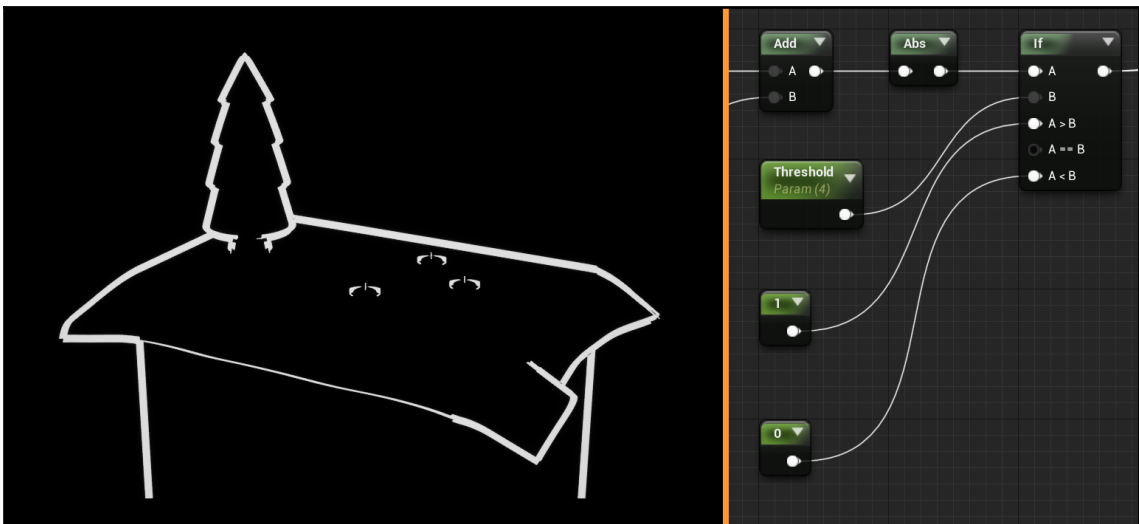 Add
A
B
Abs
If
A
B
A > B
A == B
A < B
Threshold
Param (4)
1
0